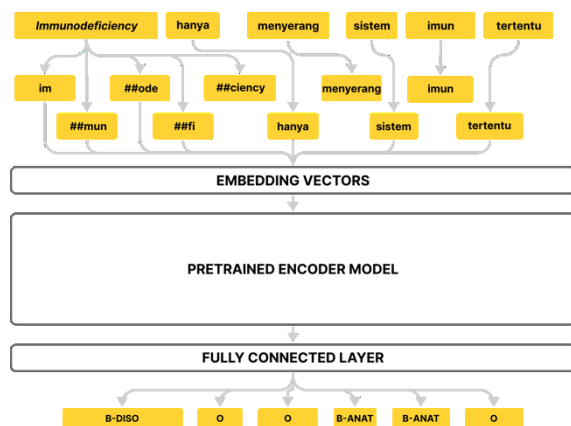 Immunodeficiency hanya menyerang sistem imun tertentu
im ##ode ##ciency menyerang imun
##mun ##fi hanya sistem tertentu
EMBEDDING VECTORS
PRETRAINED ENCODER MODEL
FULLY CONNECTED LAYER
B-DISO O O B-ANAT B-ANAT O